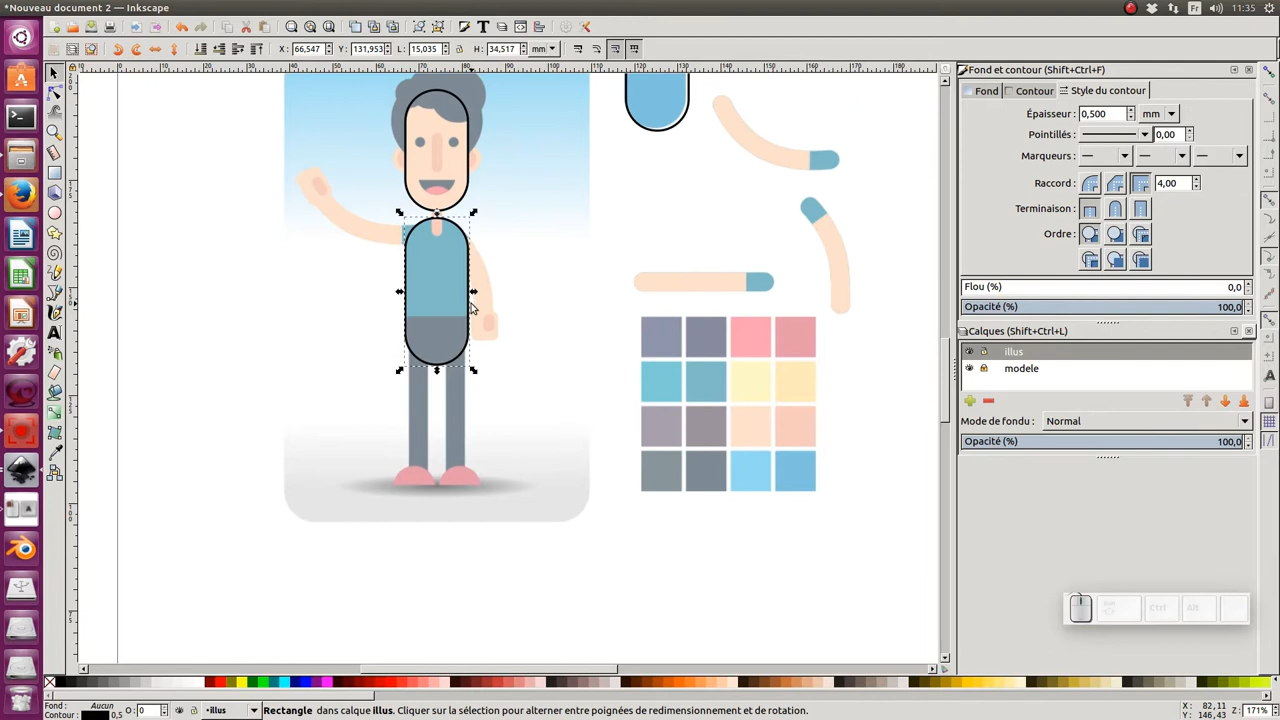 *Nouveau document 2 - Inkscape
Fr
11:35
X: 66,547 Y: 131,953 L: 15,035 H: 34,517 mm
Fond et contour (Shift+Ctrl+F)
Fond Contour Style du contour
Épaisseur: 0,500 mm
Pointillés: 0,00
Marqueurs:
Raccord: 4,00
Terminaison:
Ordre:
Flou (%) 0,0
Opacité (%) 100,0
Calques (Shift+Ctrl+L)
illus
modele
Mode de fondu: Normal
Opacité (%) 100,0
Ctrl Alt
Fond : Aucun
Contour : 0,5
O: 0
•illus
Rectangle dans calque illus. Cliquer sur la sélection pour alterner entre poignées de redimensionnement et de rotation.
X: 82,11
Y: 146,43
Z: 171%